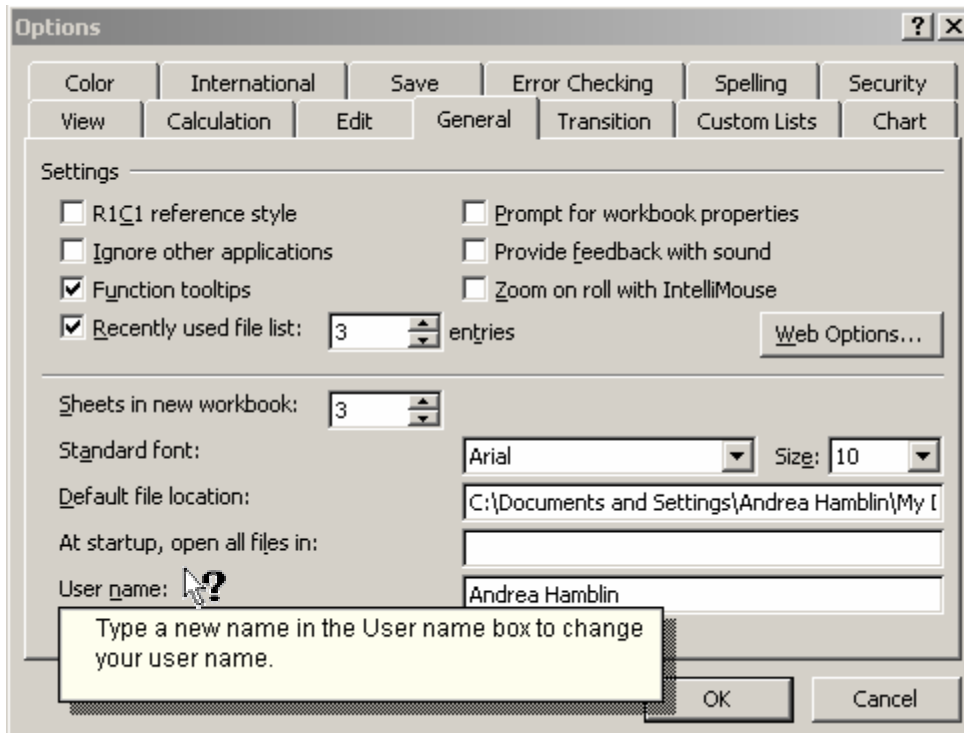 Options
Color International Save Error Checking Spelling Security
View Calculation Edit General Transition Custom Lists Chart
Settings
R1C1 reference style Prompt for workbook properties
Ignore other applications Provide feedback with sound
Function tooltips Zoom on roll with IntelliMouse
Recently used file list: 3 entries Web Options...
Sheets in new workbook: 3
Standard font: Arial Size: 10
Default file location: C:\Documents and Settings\Andrea Hamblin\My
At startup, open all files in:
User name: ? Andrea Hamblin
Type a new name in the User name box to change
your user name.
OK Cancel